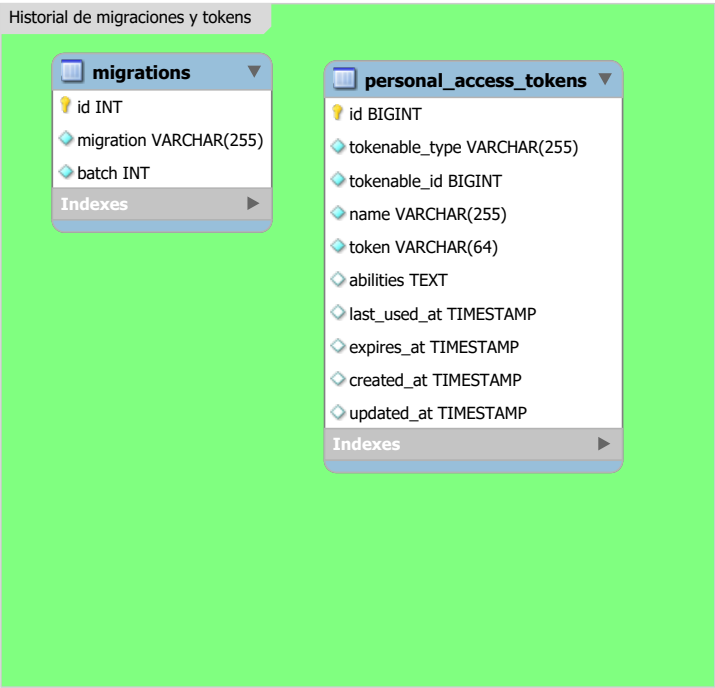 Historial de migraciones y tokens
migrations
id INT
migration VARCHAR(255)
batch INT
Indexes
personal_access_tokens
id BIGINT
tokenable_type VARCHAR(255)
tokenable_id BIGINT
name VARCHAR(255)
token VARCHAR(64)
abilities TEXT
last_used_at TIMESTAMP
expires_at TIMESTAMP
created_at TIMESTAMP
updated_at TIMESTAMP
Indexes